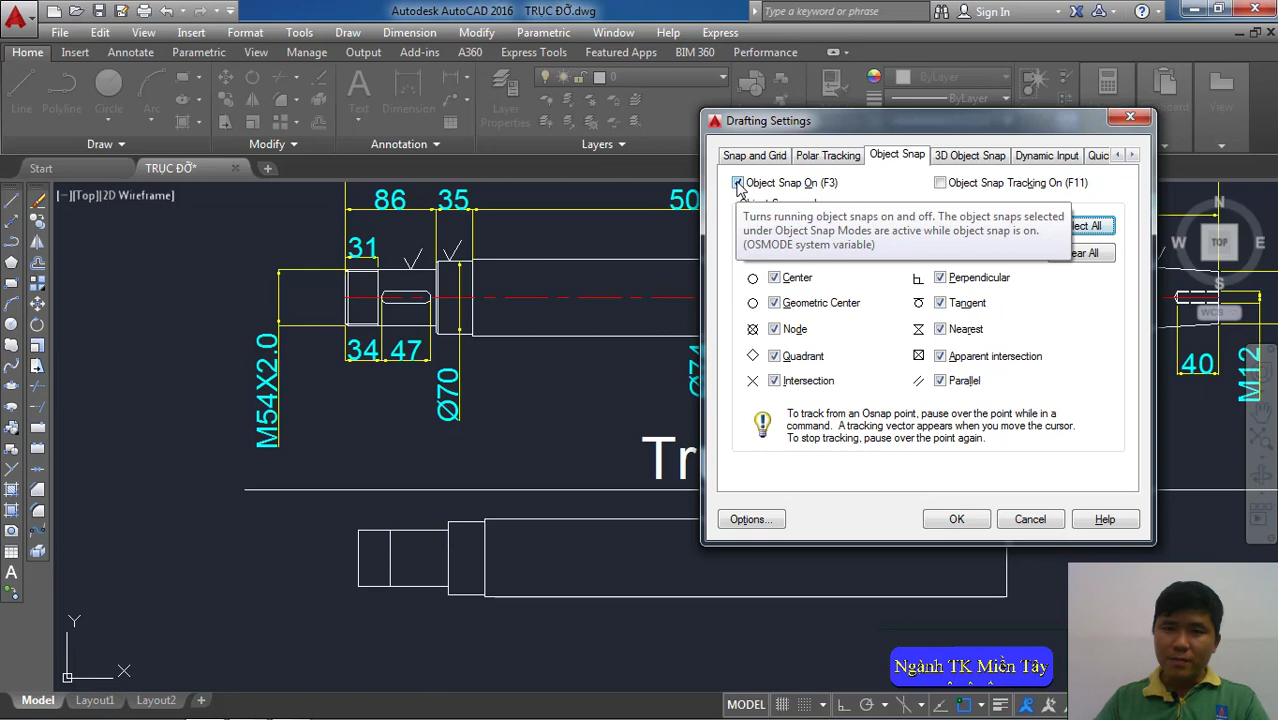 Autodesk AutoCAD 2016 TRỤC ĐỠ.dwg
Type a keyword or phrase
Sign In
File Edit View Insert Format Tools Draw Dimension Modify Parametric Window Help Express
Home Insert Annotate Parametric View Manage Output Add-ins A360 Express Tools Featured Apps BIM 360 Performance
0
ByLayer
Line Polyline Circle Arc
Text Dimension
Layer
Properties
View
ByLayer
Draw Modify Annotation Layers
Start TRỤC ĐỠ*
[−][Top][2D Wireframe]
Drafting Settings
Snap and Grid Polar Tracking Object Snap 3D Object Snap Dynamic Input Quic
Object Snap On (F3) Object Snap Tracking On (F11)
Turns running object snaps on and off. The object snaps selected
under Object Snap Modes are active while object snap is on.
(OSMODE system variable)
Center Perpendicular
Geometric Center Tangent
Node Nearest
Quadrant Apparent intersection
Intersection Parallel
To track from an Osnap point, pause over the point while in a
command. A tracking vector appears when you move the cursor.
To stop tracking, pause over the point again.
Options... OK Cancel Help
86 35 50
31
34 47
M54X2.0
Ø70
Ø74
40
M12
Tr
N
W TOP E
S
WCS
Y
X
Ngành TK Miền Tây
Model Layout1 Layout2 +
MODEL